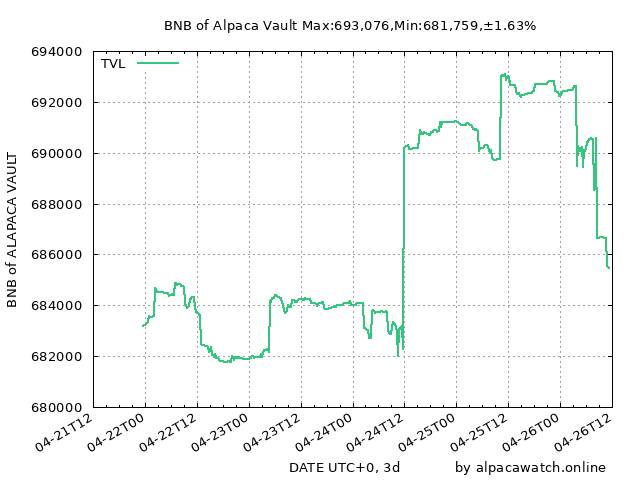 BNB of Alpaca Vault Max:693,076,Min:681,759,±1.63%
TVL
694000
692000
690000
688000
686000
684000
682000
680000
BNB of ALAPACA VAULT
04-21T12
04-22T00
04-22T12
04-23T00
04-23T12
04-24T00
04-24T12
04-25T00
04-25T12
04-26T00
04-26T12
DATE UTC+0, 3d
by alpacawatch.online